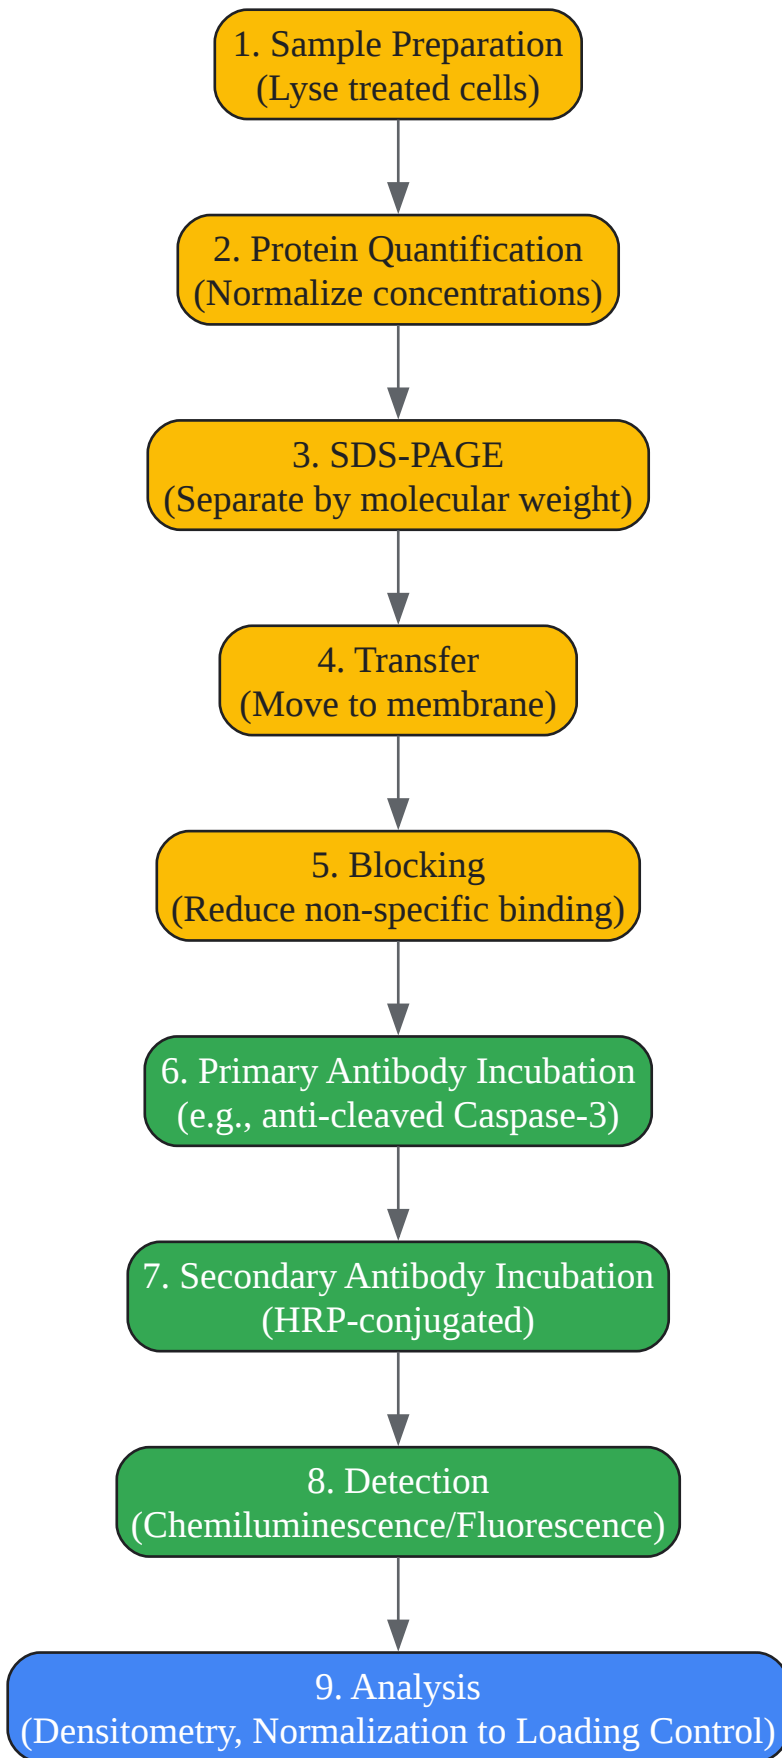 1. Sample Preparation
(Lyse treated cells)
2. Protein Quantification
(Normalize concentrations)
3. SDS-PAGE
(Separate by molecular weight)
4. Transfer
(Move to membrane)
5. Blocking
(Reduce non-specific binding)
6. Primary Antibody Incubation
(e.g., anti-cleaved Caspase-3)
7. Secondary Antibody Incubation
(HRP-conjugated)
8. Detection
(Chemiluminescence/Fluorescence)
9. Analysis
(Densitometry, Normalization to Loading Control)